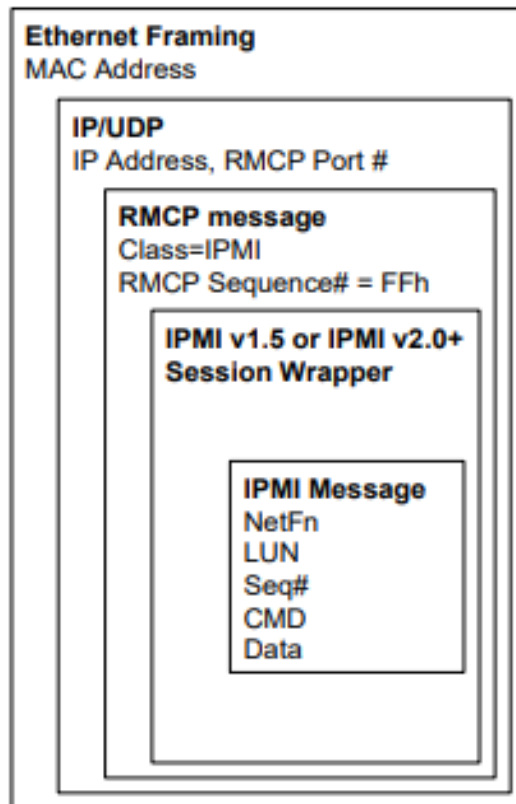 Ethernet Framing
MAC Address
IP/UDP
IP Address, RMCP Port #
RMCP message
Class=IPMI
RMCP Sequence# = FFh
IPMI v1.5 or IPMI v2.0+
Session Wrapper
IPMI Message
NetFn
LUN
Seq#
CMD
Data